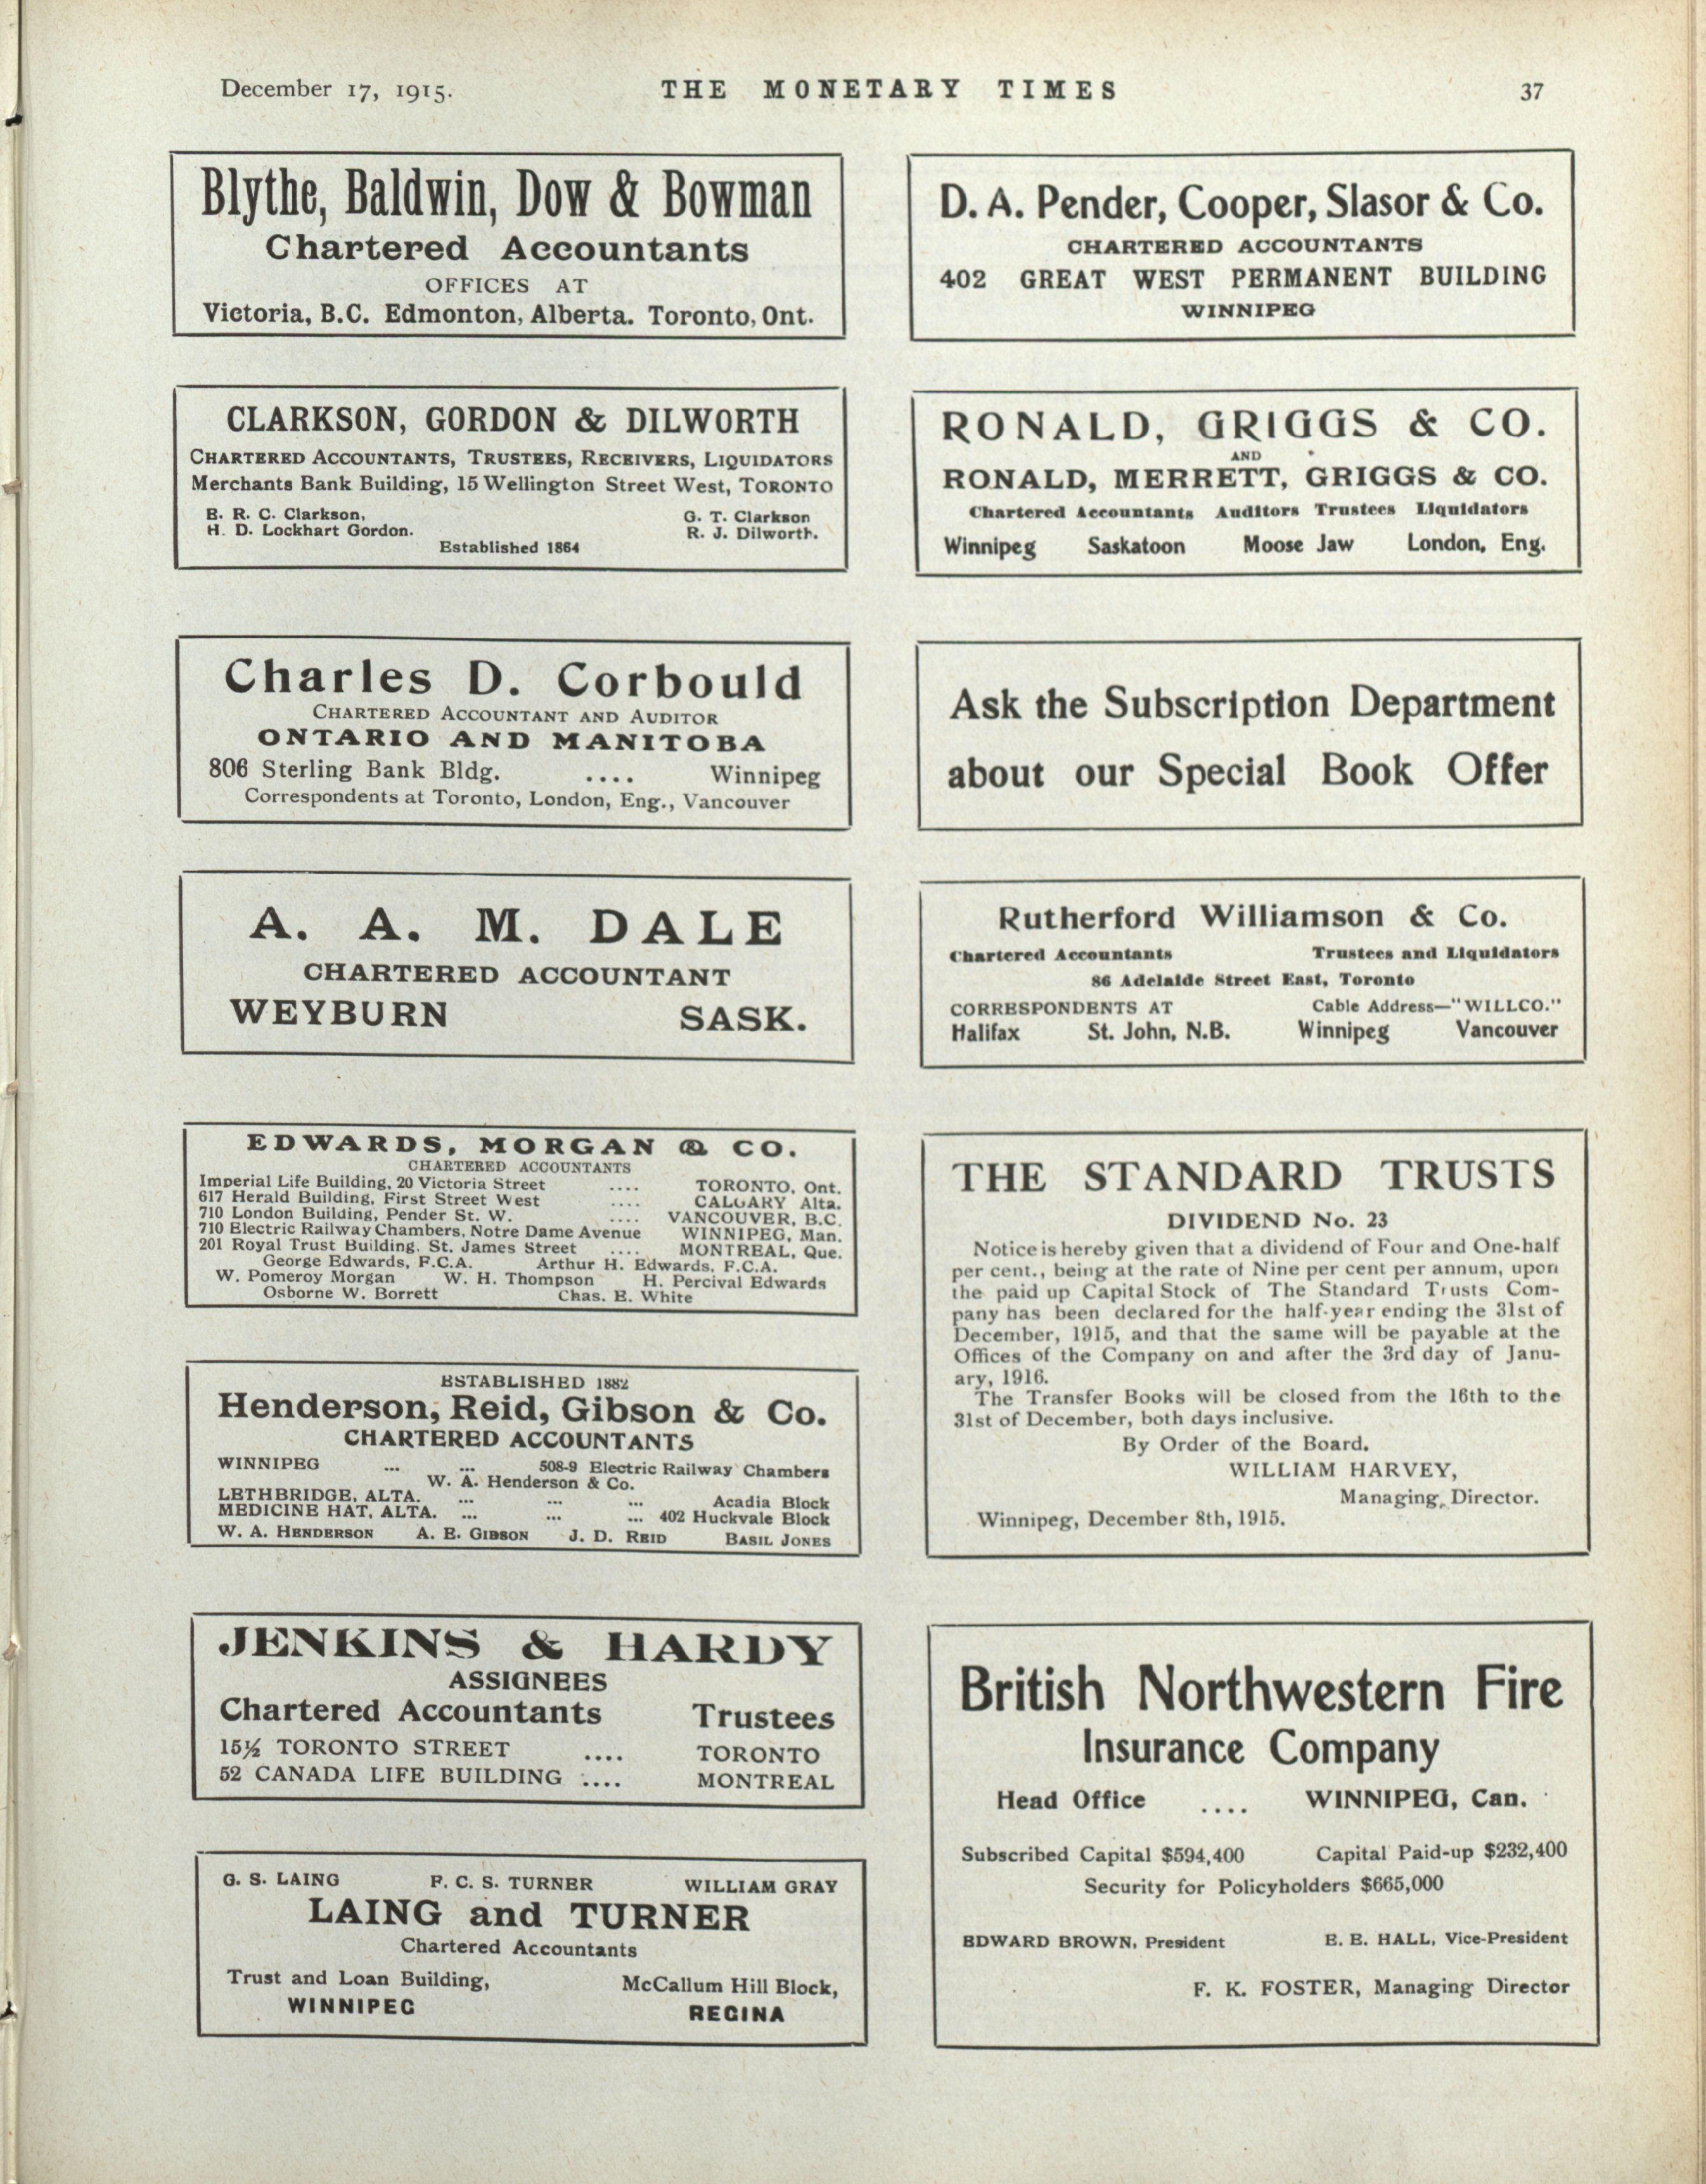 December 17, 1915.
THE MONETARY TIMES
37
Blythe, Baldwin, Dow & Bowman
Chartered Accountants
OFFICES AT
Victoria, B.C. Edmonton, Alberta. Toronto, Ont.
CLARKSON, GORDON & DILWORTH
CHARTERED ACCOUNTANTS, TRUSTEES, RECEIVERS, LIQUIDATORS
Merchants Bank Building, 15 Wellington Street West, TORONTO
B. R. C. Clarkson, G. T. Clarkson
H. D. Lockhart Gordon. R. J. Dilworth.
Established 1864
Charles D. Corbould
CHARTERED ACCOUNTANT AND AUDITOR
ONTARIO AND MANITOBA
806 Sterling Bank Bldg. .... Winnipeg
Correspondents at Toronto, London, Eng., Vancouver
A. A. M. DALE
CHARTERED ACCOUNTANT
WEYBURN SASK.
EDWARDS, MORGAN & CO.
CHARTERED ACCOUNTANTS
Imperial Life Building, 20 Victoria Street .... TORONTO, Ont.
617 Herald Building, First Street West .... CALGARY Alta.
710 London Building, Pender St. W. .... VANCOUVER, B.C.
710 Electric Railway Chambers, Notre Dame Avenue WINNIPEG, Man.
201 Royal Trust Building, St. James Street .... MONTREAL, Que.
George Edwards, F.C.A. Arthur H. Edwards, F.C.A.
W. Pomeroy Morgan W. H. Thompson H. Percival Edwards
Osborne W. Borrett Chas. E. White
ESTABLISHED 1882
Henderson, Reid, Gibson & Co.
CHARTERED ACCOUNTANTS
WINNIPEG ... ... 508-9 Electric Railway Chambers
W. A. Henderson & Co.
LETHBRIDGE, ALTA. ... ... ... Acadia Block
MEDICINE HAT, ALTA. ... ... ... 402 Huckvale Block
W. A. HENDERSON A. E. GIBSON J. D. REID BASIL JONES
JENKINS & HARDY
ASSIGNEES
Chartered Accountants Trustees
15½ TORONTO STREET .... TORONTO
52 CANADA LIFE BUILDING .... MONTREAL
G. S. LAING F. C. S. TURNER WILLIAM GRAY
LAING and TURNER
Chartered Accountants
Trust and Loan Building, McCallum Hill Block,
WINNIPEG REGINA
D. A. Pender, Cooper, Slasor & Co.
CHARTERED ACCOUNTANTS
402 GREAT WEST PERMANENT BUILDING
WINNIPEG
RONALD, GRIGGS & CO.
AND
RONALD, MERRETT, GRIGGS & CO.
Chartered Accountants Auditors Trustees Liquidators
Winnipeg Saskatoon Moose Jaw London, Eng.
Ask the Subscription Department
about our Special Book Offer
Rutherford Williamson & Co.
Chartered Accountants Trustees and Liquidators
86 Adelaide Street East, Toronto
CORRESPONDENTS AT Cable Address—"WILLCO."
Halifax St. John, N.B. Winnipeg Vancouver
THE STANDARD TRUSTS
DIVIDEND No. 23
Notice is hereby given that a dividend of Four and One-half
per cent., being at the rate of Nine per cent per annum, upon
the paid up Capital Stock of The Standard Trusts Com-
pany has been declared for the half-year ending the 31st of
December, 1915, and that the same will be payable at the
Offices of the Company on and after the 3rd day of Janu-
ary, 1916.
The Transfer Books will be closed from the 16th to the
31st of December, both days inclusive.
By Order of the Board.
WILLIAM HARVEY,
Managing Director.
Winnipeg, December 8th, 1915.
British Northwestern Fire
Insurance Company
Head Office .... WINNIPEG, Can.
Subscribed Capital $594,400 Capital Paid-up $232,400
Security for Policyholders $665,000
EDWARD BROWN, President E. E. HALL, Vice-President
F. K. FOSTER, Managing Director